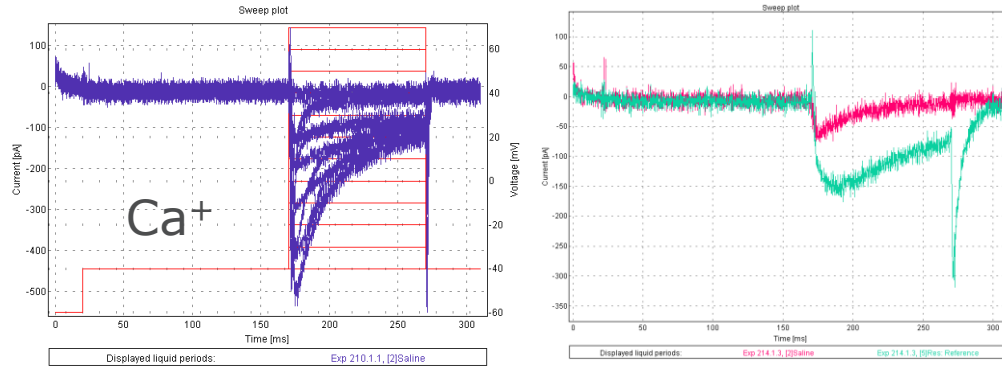 Sweep plot
100
0
-100
-200
-300
-400
-500
Current [pA]
60
40
20
0
-20
-40
-60
Voltage [mV]
Ca+
0 50 100 150 200 250 300
Time [ms]
Displayed liquid periods: Exp 210.1.1, [2]Saline
Sweep plot
100
50
0
-50
-100
-150
-200
-250
-300
-350
Current [pA]
0 50 100 150 200 250 300
Time [ms]
Displayed liquid periods: Exp 214.1.3, [2]Saline Exp 214.1.3, [5]Res: Reference